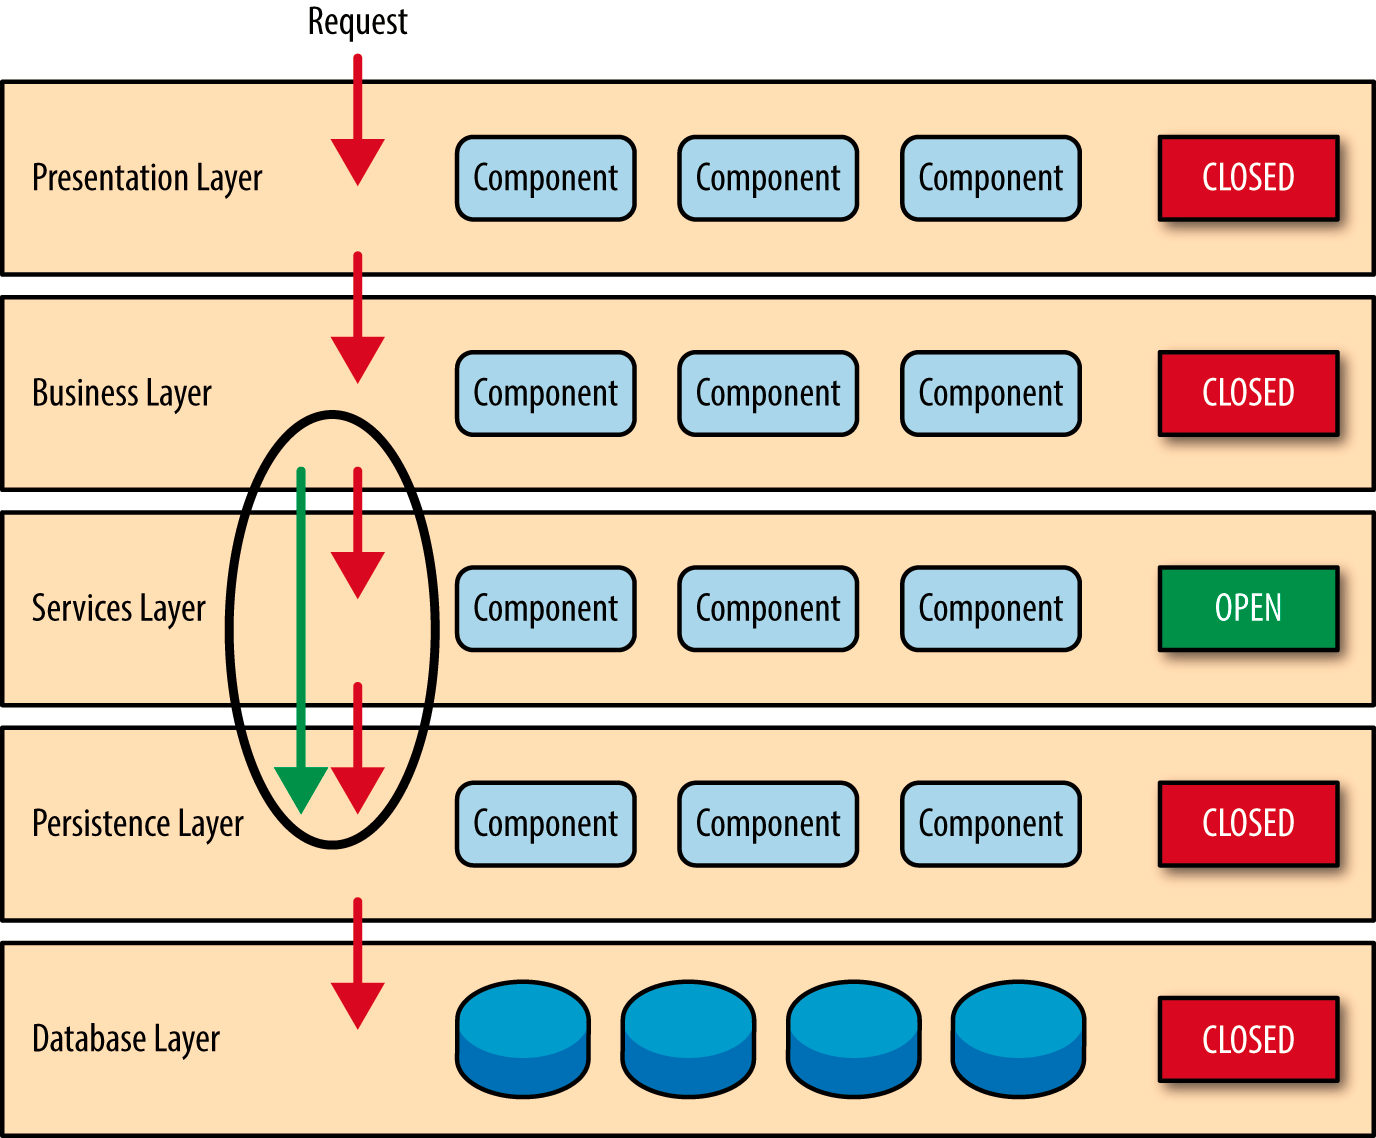 Request
Presentation Layer Component Component Component CLOSED
Business Layer Component Component Component CLOSED
Services Layer Component Component Component OPEN
Persistence Layer Component Component Component CLOSED
Database Layer CLOSED